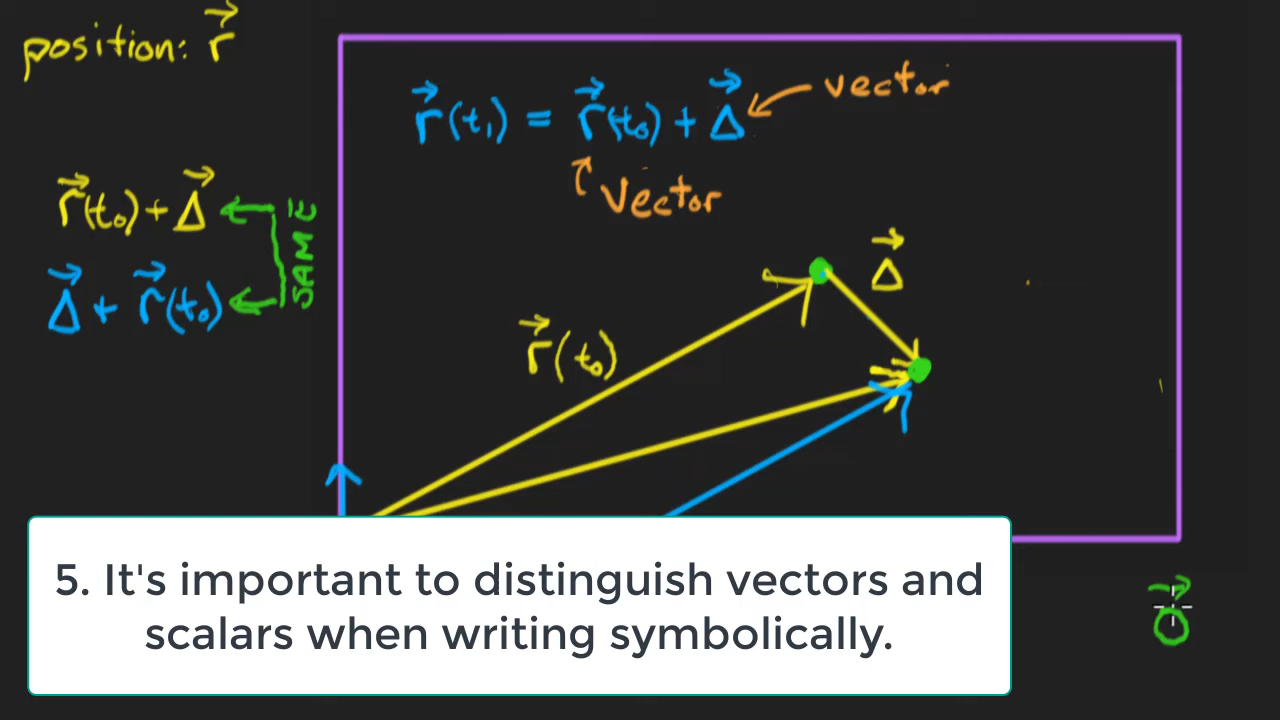 position: r⃗
r⃗(t₁) = r⃗(t₀) + Δ⃗
vector
vector
r⃗(t₀) + Δ⃗
SAME
Δ⃗ + r⃗(t₀)
Δ⃗
r⃗(t₀)
5. It's important to distinguish vectors and
scalars when writing symbolically.
0⃗